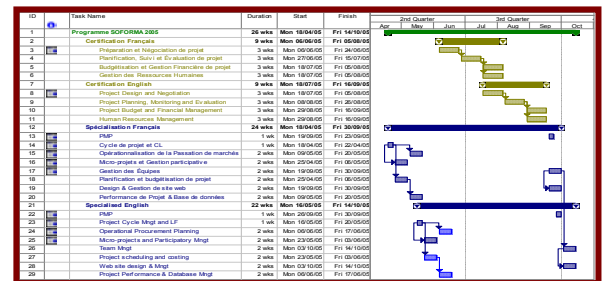 ID Task Name Duration Start Finish 2nd Quarter 3rd Quarter
Apr May Jun Jul Aug Sep Oct
1 Programme SOFORMA 2005 26 wks Mon 18/04/05 Fri 14/10/05
2 Certification Français 9 wks Mon 06/06/05 Fri 05/08/05
3 Préparation et Négociation de projet 3 wks Mon 06/06/05 Fri 24/06/05
4 Planification, Suivi et Évaluation de projet 3 wks Mon 27/06/05 Fri 15/07/05
5 Budgétisation et Gestion Financière de projet 3 wks Mon 18/07/05 Fri 05/08/05
6 Gestion des Ressources Humaines 3 wks Mon 18/07/05 Fri 05/08/05
7 Certification English 9 wks Mon 18/07/05 Fri 16/09/05
8 Project Design and Negotiation 3 wks Mon 18/07/05 Fri 05/08/05
9 Project Planning, Monitoring and Evaluation 3 wks Mon 08/08/05 Fri 26/08/05
10 Project Budget and Financial Management 3 wks Mon 29/08/05 Fri 16/09/05
11 Human Resources Management 3 wks Mon 29/08/05 Fri 16/09/05
12 Spécialisation Français 24 wks Mon 18/04/05 Fri 30/09/05
13 PMP 1 wk Mon 19/09/05 Fri 23/09/05
14 Cycle de projet et CL 1 wk Mon 18/04/05 Fri 22/04/05
15 Opérationnalisation de la Passation de marchés 2 wks Mon 09/05/05 Fri 20/05/05
16 Micro-projets et Gestion participative 2 wks Mon 25/04/05 Fri 06/05/05
17 Gestion des Équipes 2 wks Mon 19/09/05 Fri 30/09/05
18 Planification et budgétisation de projet 2 wks Mon 25/04/05 Fri 06/05/05
19 Design & Gestion de site web 2 wks Mon 19/09/05 Fri 30/09/05
20 Performance de Projet & Base de données 2 wks Mon 09/05/05 Fri 20/05/05
21 Specialised English 22 wks Mon 16/05/05 Fri 14/10/05
22 PMP 1 wk Mon 26/09/05 Fri 30/09/05
23 Project Cycle Mngt and LF 1 wk Mon 16/05/05 Fri 20/05/05
24 Operational Procurement Planning 2 wks Mon 06/06/05 Fri 17/06/05
25 Micro-projects and Participatory Mngt 2 wks Mon 23/05/05 Fri 03/06/05
26 Team Mngt 2 wks Mon 03/10/05 Fri 14/10/05
27 Project scheduling and costing 2 wks Mon 23/05/05 Fri 03/06/05
28 Web site design & Mngt 2 wks Mon 03/10/05 Fri 14/10/05
29 Project Performance & Database Mngt 2 wks Mon 06/06/05 Fri 17/06/05